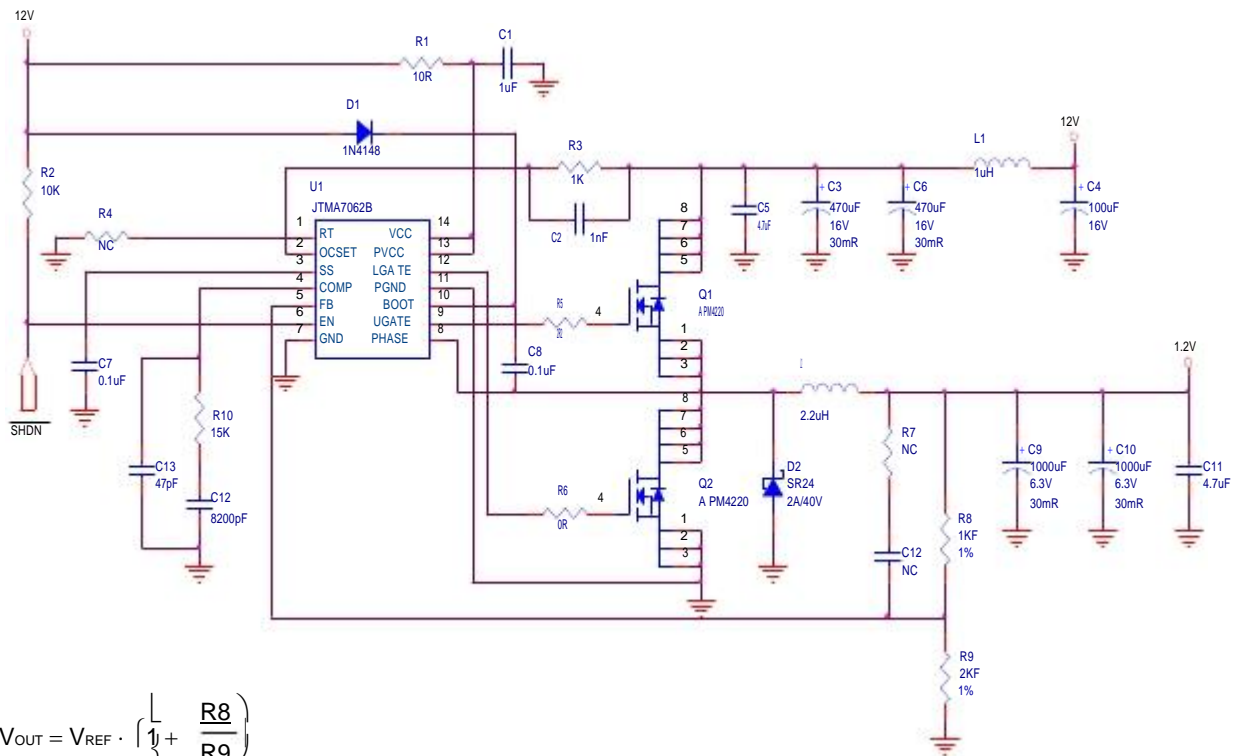 12V
R1
10R
C1
1uF
D1
1N4148
R2
10K
R3
1K
C2
1nF
L1
1uH
12V
U1
JTMA7062B
R4
NC
1
2
3
4
5
6
7
RT
OCSET
SS
COMP
FB
EN
GND
VCC
PVCC
LGATE
PGND
BOOT
UGATE
PHASE
14
13
12
11
10
9
8
C5
4.7uF
+ C3
470uF
16V
30mR
+ C6
470uF
16V
30mR
+ C4
100uF
16V
8
7
6
5
4
Q1
A PM4220
1
2
3
R5
C7
0.1uF
C8
0.1uF
SHDN
R10
15K
C13
47pF
C12
8200pF
8
7
6
5
4
Q2
A PM4220
1
2
3
R6
0R
D2
SR24
2A/40V
2.2uH
R7
NC
C12
NC
R8
1KF
1%
1.2V
+ C9
1000uF
6.3V
30mR
+ C10
1000uF
6.3V
30mR
C11
4.7uF
R9
2KF
1%
VOUT = VREF · (1 + R8
R9)